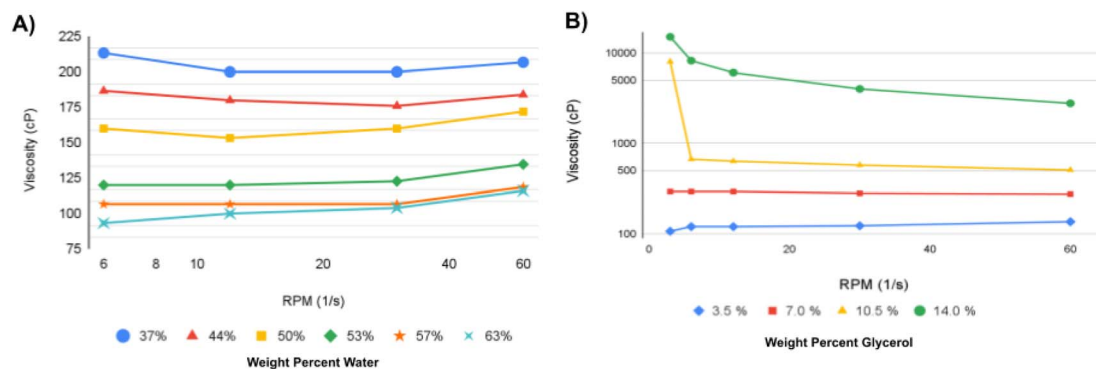 A)
225
200
175
150
125
100
75
Viscosity (cP)
6 8 10 20 40 60
RPM (1/s)
37% 44% 50% 53% 57% 63%
Weight Percent Water
B)
10000
5000
1000
500
100
Viscosity (cP)
0 20 40 60
RPM (1/s)
3.5 % 7.0 % 10.5 % 14.0 %
Weight Percent Glycerol